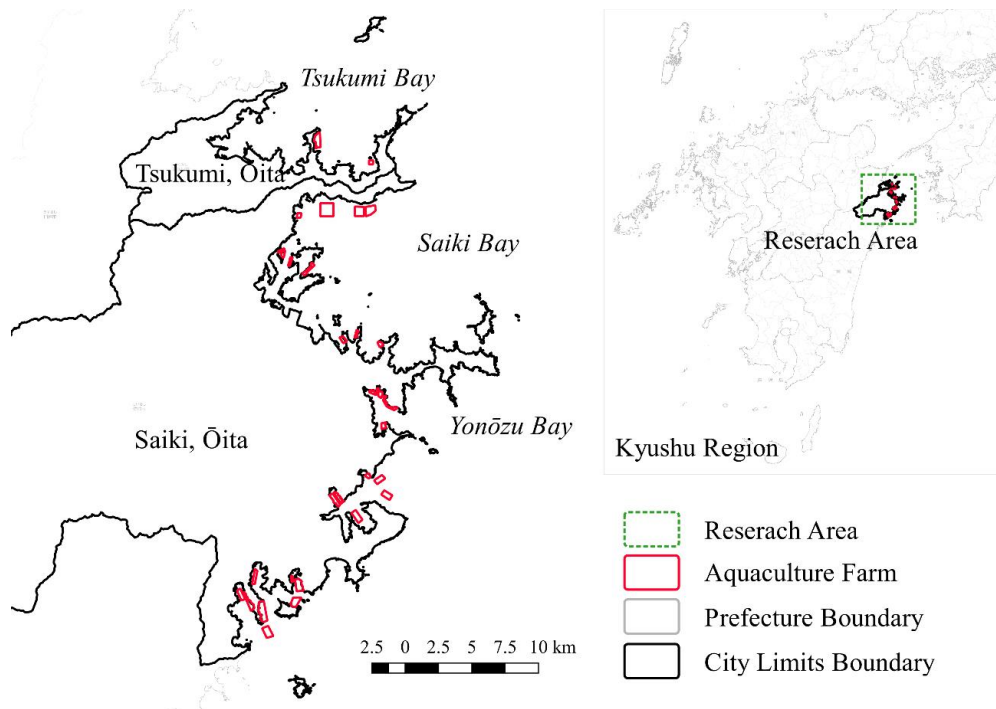 Tsukumi Bay
Tsukumi, Ōita
Saiki Bay
Saiki, Ōita
Yonōzu Bay
2.5 0 2.5 5 7.5 10 km
Reserach Area
Kyushu Region
Reserach Area
Aquaculture Farm
Prefecture Boundary
City Limits Boundary